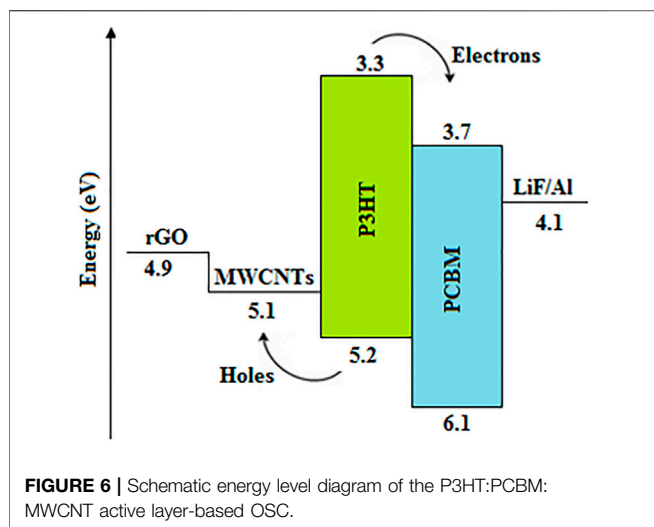 Energy (eV)
3.3
Electrons
3.7
P3HT
PCBM
LiF/Al
4.1
rGO
4.9
MWCNTs
5.1
5.2
Holes
6.1
FIGURE 6 | Schematic energy level diagram of the P3HT:PCBM:
MWCNT active layer-based OSC.